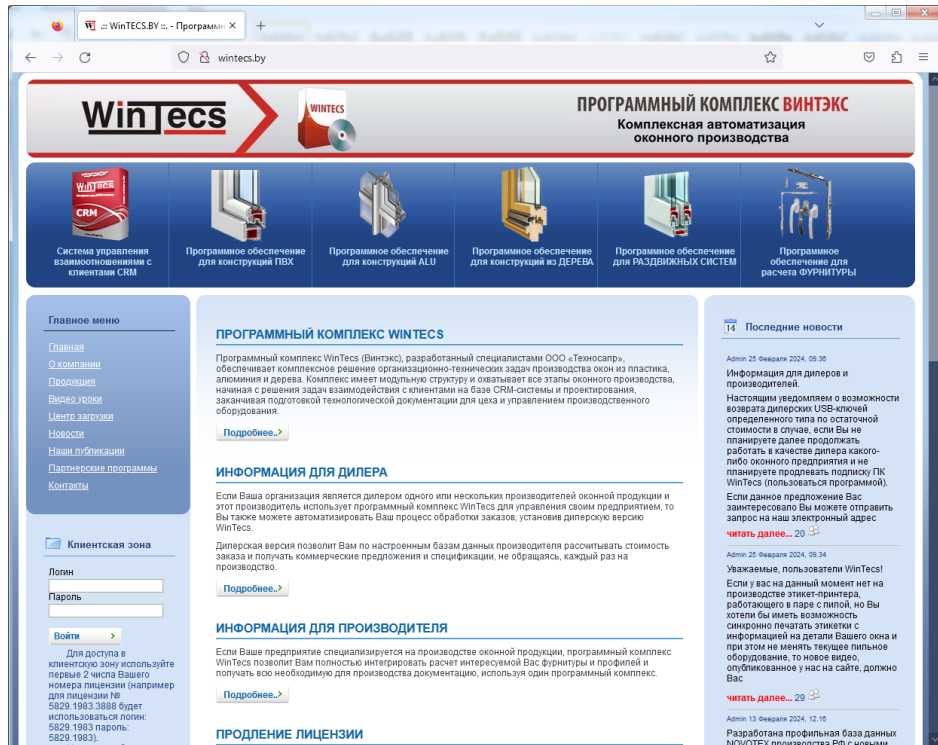 .:: WinTECS.BY ::. - Программн
wintecs.by
WinTecs
WINTECS
ПРОГРАММНЫЙ КОМПЛЕКС ВИНТЭКС
Комплексная автоматизация
оконного производства
WinTecs
CRM
Система управления
взаимоотношениями с
клиентами CRM
Программное обеспечение
для конструкций ПВХ
Программное обеспечение
для конструкций ALU
Программное обеспечение
для конструкций из ДЕРЕВА
Программное обеспечение
для РАЗДВИЖНЫХ СИСТЕМ
Программное
обеспечение для
расчета ФУРНИТУРЫ
Главное меню
Главная
О компании
Продукция
Видео уроки
Центр загрузки
Новости
Наши публикации
Партнерские программы
Контакты
Клиентская зона
Логин
Пароль
Войти
Для доступа в
клиентскую зону используйте
первые 2 числа Вашего
номера лицензии (например
для лицензии №
5829.1983.3888 будет
использоваться логин:
5829.1983 пароль:
5829.1983).
ПРОГРАММНЫЙ КОМПЛЕКС WINTECS
Программный комплекс WinTecs (Винтэкс), разработанный специалистами ООО «Техносапр»,
обеспечивает комплексное решение организационно-технических задач производства окон из пластика,
алюминия и дерева. Комплекс имеет модульную структуру и охватывает все этапы оконного производства,
начиная с решения задач взаимодействия с клиентами на базе CRM-системы и проектирования,
заканчивая подготовкой технологической документации для цеха и управлением производственного
оборудования.
Подробнее..
ИНФОРМАЦИЯ ДЛЯ ДИЛЕРА
Если Ваша организация является дилером одного или нескольких производителей оконной продукции и
этот производитель использует программный комплекс WinTecs для управления своим предприятием, то
Вы также можете автоматизировать Ваш процесс обработки заказов, установив дилерскую версию
WinTecs.
Дилерская версия позволит Вам по настроенным базам данных производителя рассчитывать стоимость
заказа и получать коммерческие предложения и спецификации, не обращаясь, каждый раз на
производство.
Подробнее..
ИНФОРМАЦИЯ ДЛЯ ПРОИЗВОДИТЕЛЯ
Если Ваше предприятие специализируется на производстве оконной продукции, программный комплекс
WinTecs позволит Вам полностью интегрировать расчет интересуемой Вас фурнитуры и профилей и
получать всю необходимую для производства документацию, используя один программный комплекс.
Подробнее..
ПРОДЛЕНИЕ ЛИЦЕНЗИИ
14
Последние новости
Admin 25 Февраля 2024, 09.36
Информация для дилеров и
производителей.
Настоящим уведомляем о возможности
возврата дилерских USB-ключей
определенного типа по остаточной
стоимости в случае, если Вы не
планируете далее продолжать
работать в качестве дилера какого-
либо оконного предприятия и не
планируете продлевать подписку ПК
WinTecs (пользоваться программой).
Если данное предложение Вас
заинтересовало Вы можете отправить
запрос на наш электронный адрес
читать далее... 20
Admin 25 Февраля 2024, 09.34
Уважаемые, пользователи WinTecs!
Если у вас на данный момент нет на
производстве этикет-принтера,
работающего в паре с пилой, но Вы
хотели бы иметь возможность
синхронно печатать этикетки с
информацией на детали Вашего окна и
при этом не менять текущее пильное
оборудование, то новое видео,
опубликованное у нас на сайте, должно
Вас
читать далее... 29
Admin 13 Февраля 2024, 12.16
Разработана профильная база данных
NOVOTEX производства РФ с новыми